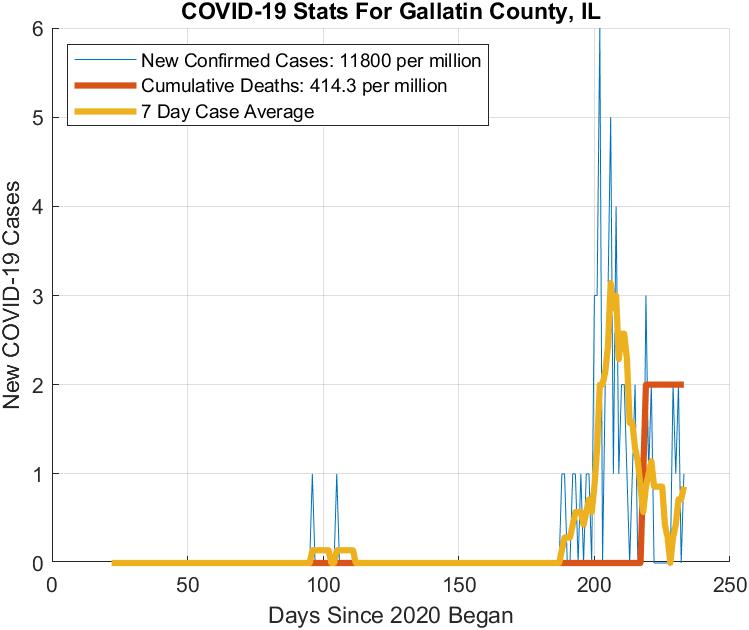 COVID-19 Stats For Gallatin County, IL
New Confirmed Cases: 11800 per million
Cumulative Deaths: 414.3 per million
7 Day Case Average
New COVID-19 Cases
6
5
4
3
2
1
0
0 50 100 150 200 250
Days Since 2020 Began